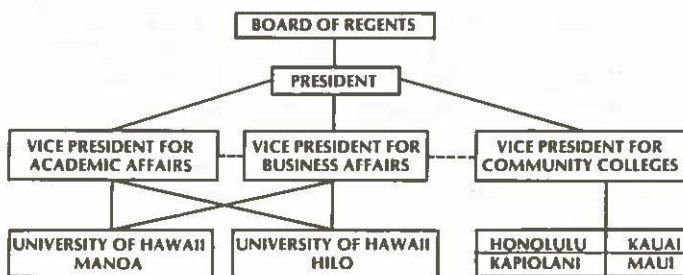 BOARD OF REGENTS
PRESIDENT
VICE PRESIDENT FOR
ACADEMIC AFFAIRS
VICE PRESIDENT FOR
BUSINESS AFFAIRS
VICE PRESIDENT FOR
COMMUNITY COLLEGES
UNIVERSITY OF HAWAII
MANOA
UNIVERSITY OF HAWAII
HILO
HONOLULU
KAUAI
KAPIOLANI
MAUI